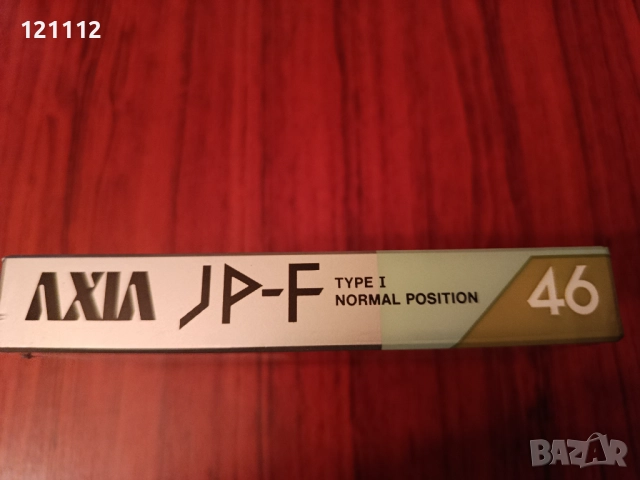 121112
AXIA JP-F TYPE I
NORMAL POSITION 46
BAZAR